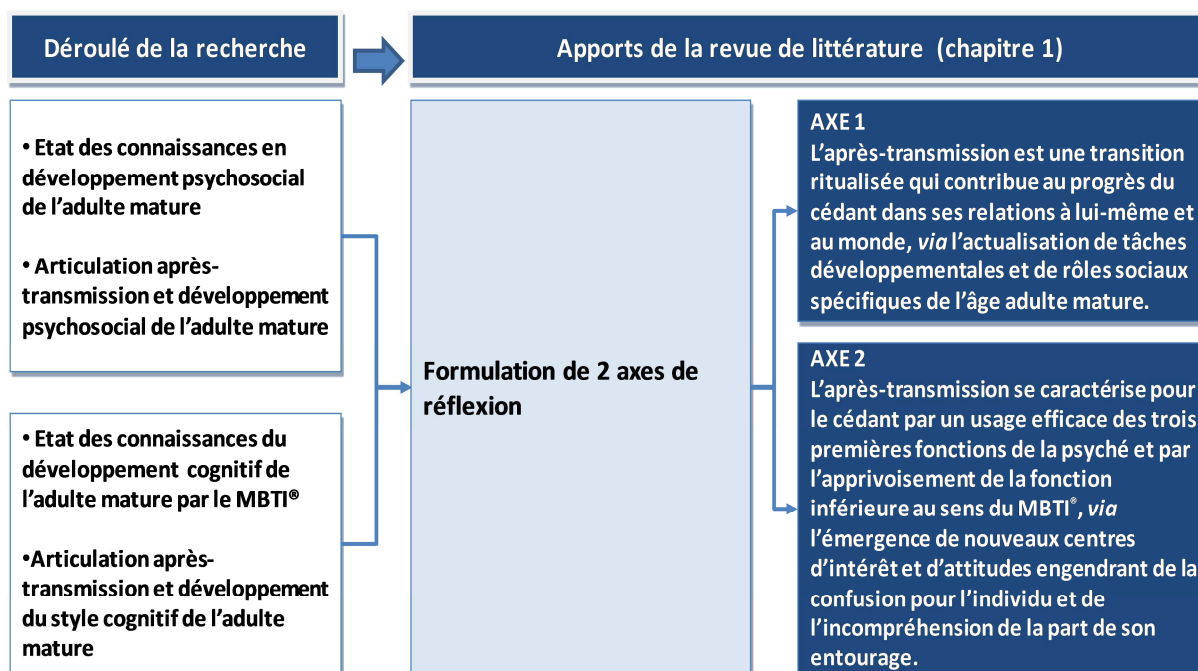 Déroulé de la recherche
Apports de la revue de littérature (chapitre 1)
• Etat des connaissances en
développement psychosocial
de l'adulte mature
• Articulation après-
transmission et développement
psychosocial de l'adulte mature
• Etat des connaissances du
développement cognitif de
l'adulte mature par le MBTI®
•Articulation après-
transmission et développement
du style cognitif de l'adulte
mature
Formulation de 2 axes de
réflexion
AXE 1
L'après-transmission est une transition
ritualisée qui contribue au progrès du
cédant dans ses relations à lui-même et
au monde, via l'actualisation de tâches
développementales et de rôles sociaux
spécifiques de l'âge adulte mature.
AXE 2
L'après-transmission se caractérise pour
le cédant par un usage efficace des trois
premières fonctions de la psyché et par
l'apprivoisement de la fonction
inférieure au sens du MBTI®, via
l'émergence de nouveaux centres
d'intérêt et d'attitudes engendrant de la
confusion pour l'individu et de
l'incompréhension de la part de son
entourage.